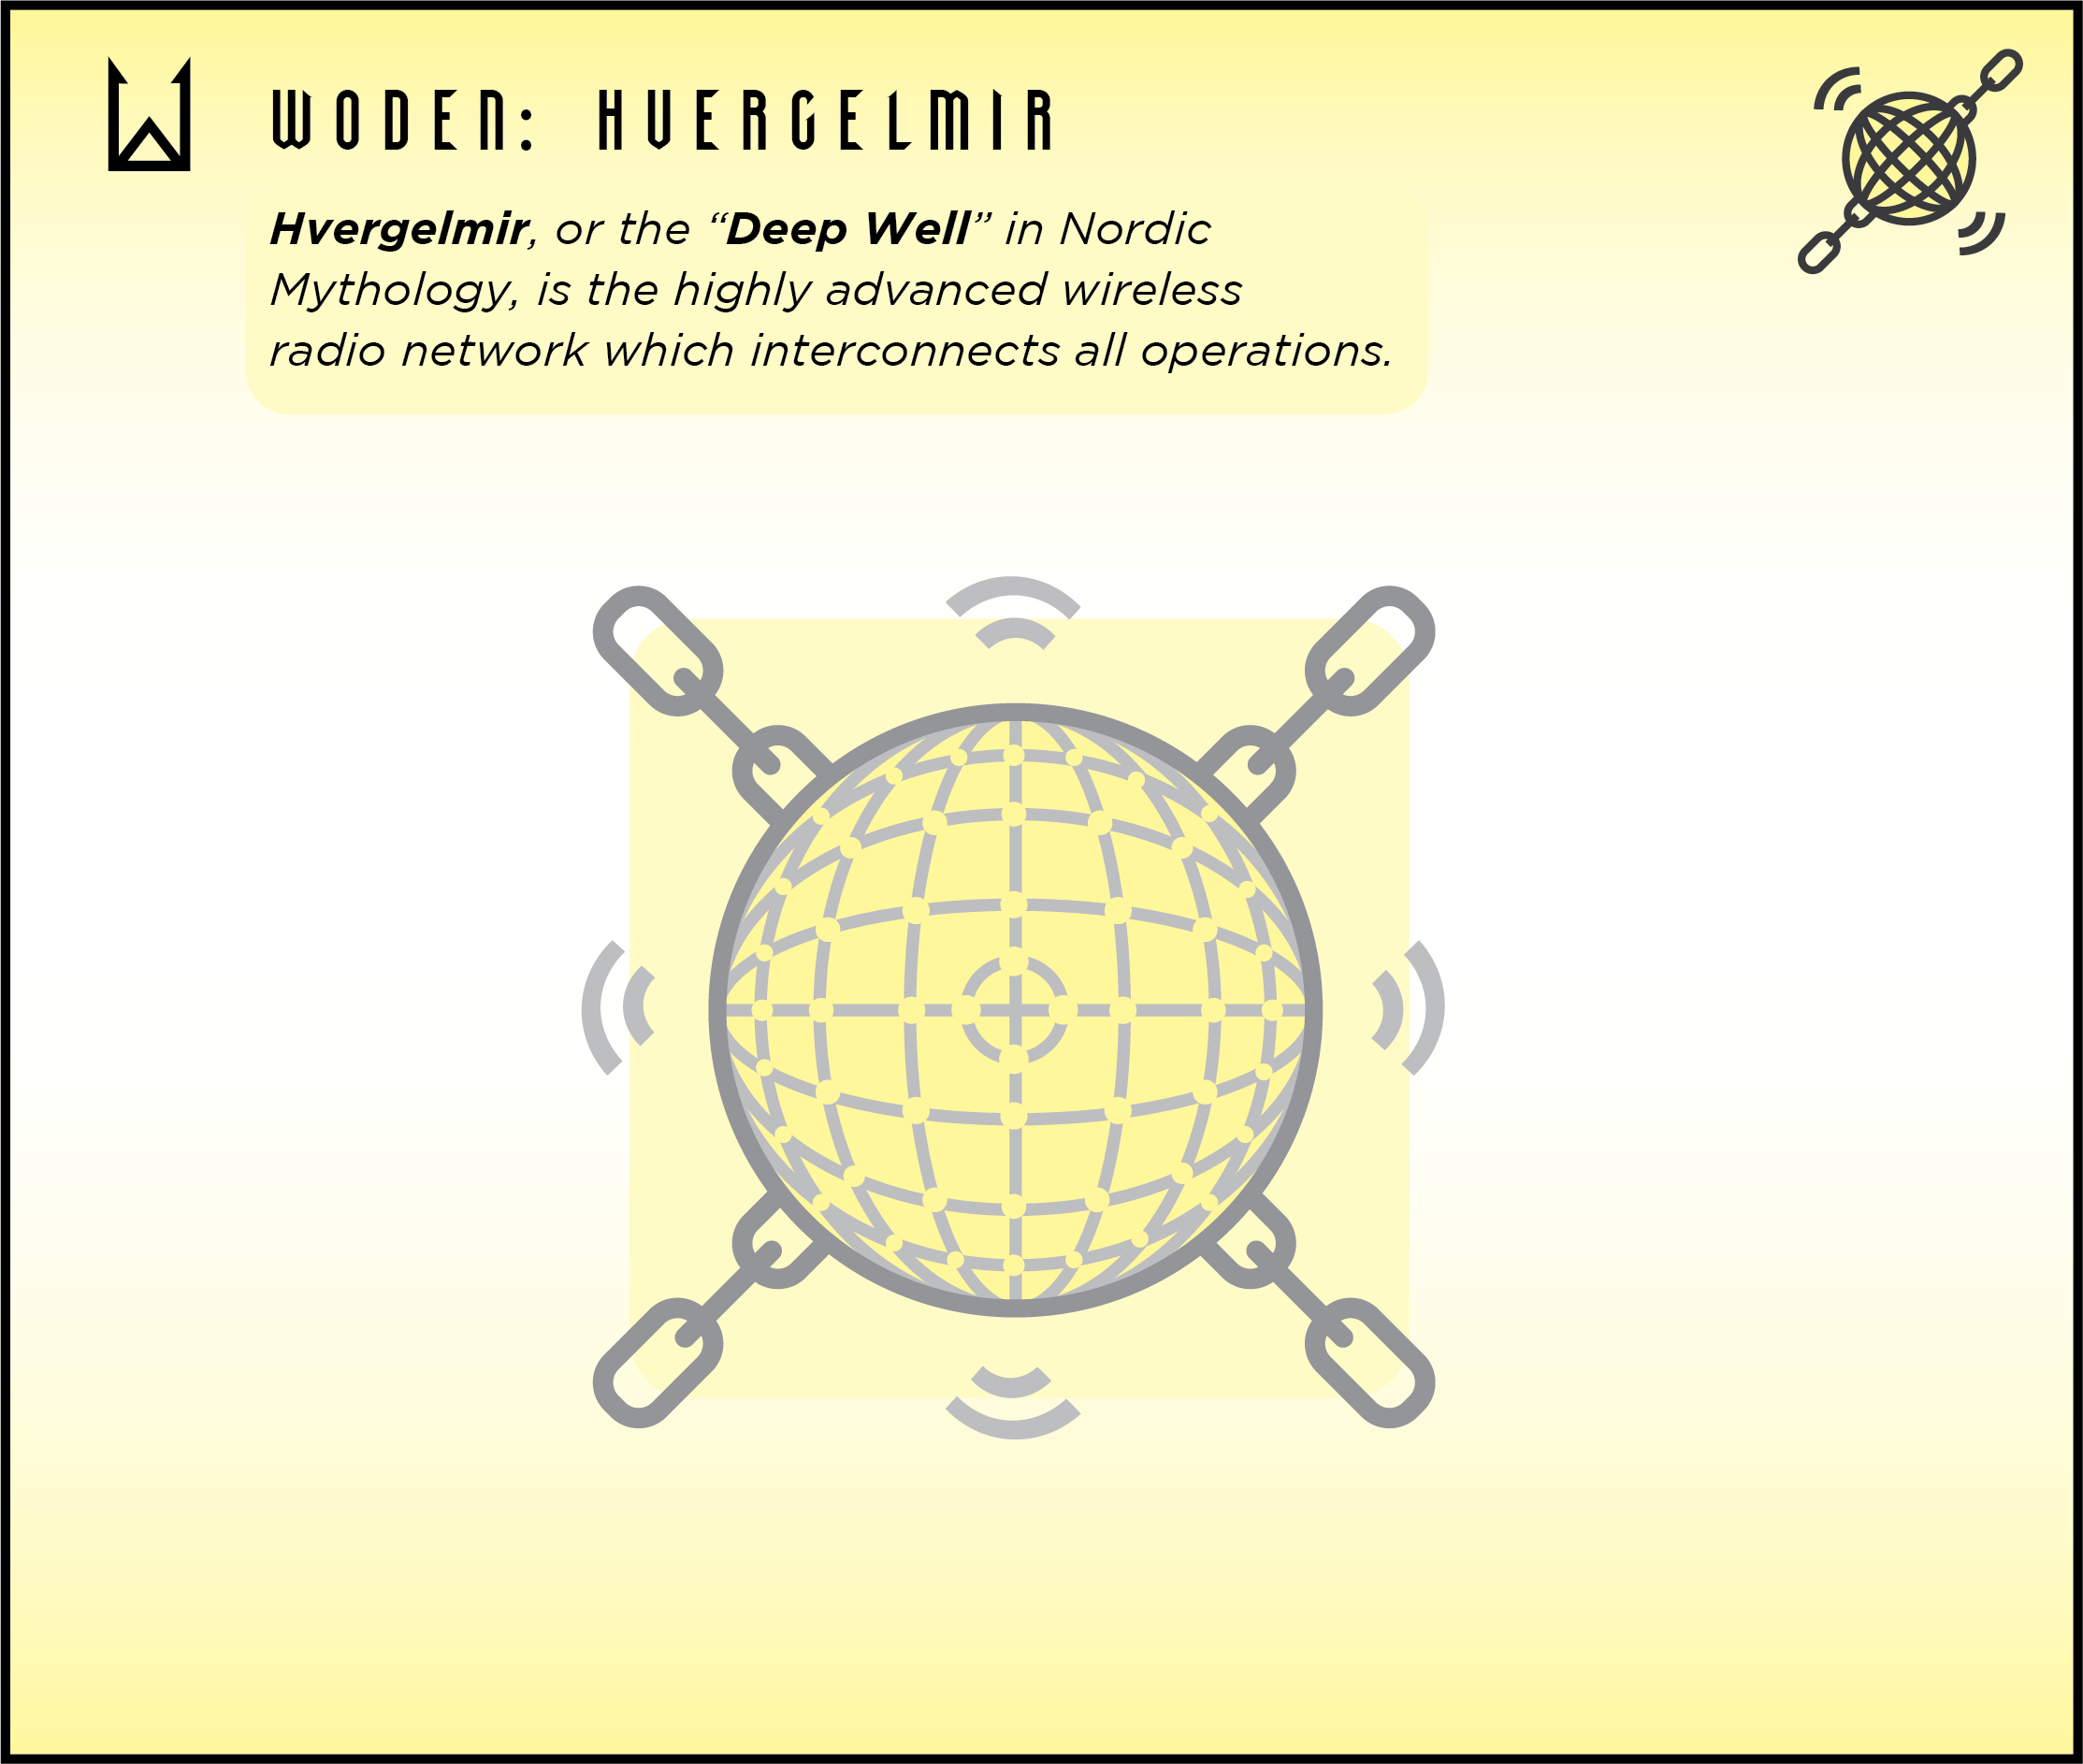 WODEN: HVERGELMIR
Hvergelmir, or the “Deep Well” in Nordic
Mythology, is the highly advanced wireless
radio network which interconnects all operations.